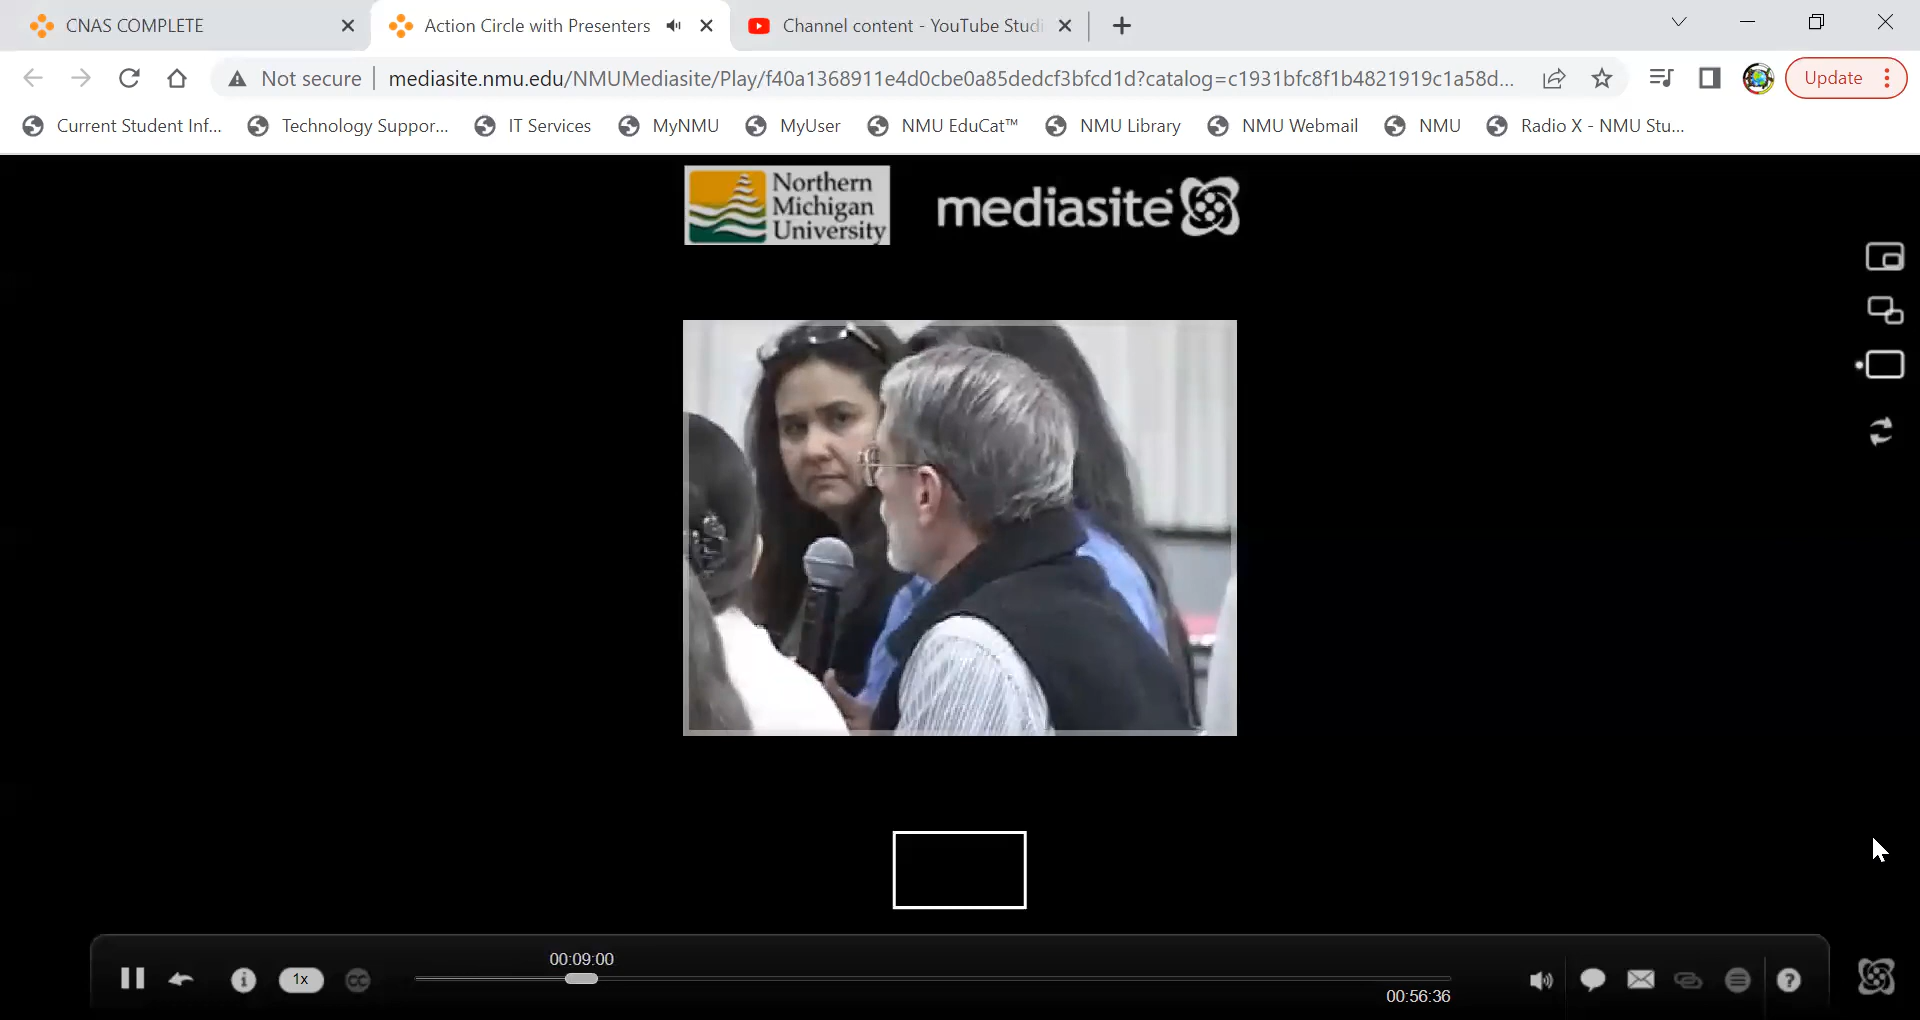 CNAS COMPLETE
Action Circle with Presenters
Channel content - YouTube Studi
Not secure
mediasite.nmu.edu/NMUMediasite/Play/f40a1368911e4d0cbe0a85dedcf3bfcd1d?catalog=c1931bfc8f1b4821919c1a58d...
Update
Current Student Inf...
Technology Suppor...
IT Services
MyNMU
MyUser
NMU EduCat™
NMU Library
NMU Webmail
NMU
Radio X - NMU Stu...
Northern
Michigan
University
mediasite
00:09:00
1x
CC
00:56:36